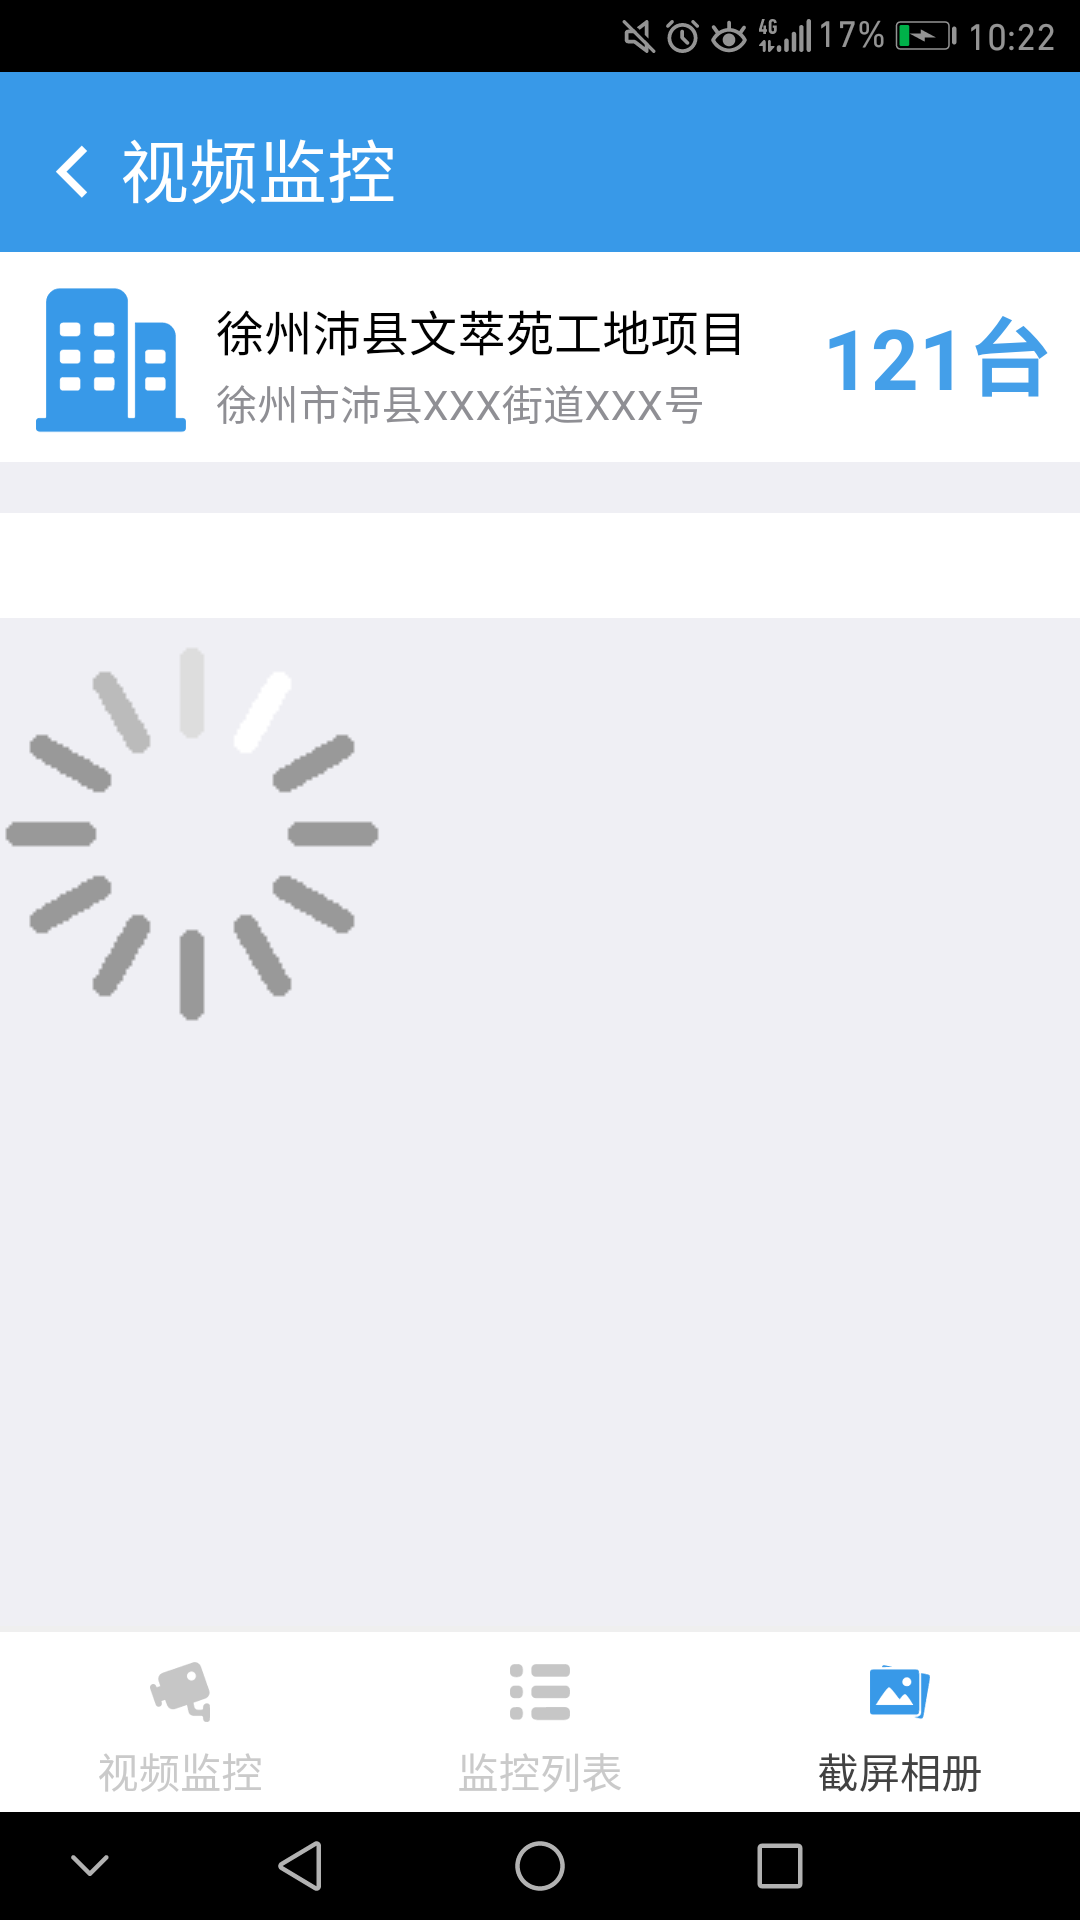 4G 17% 10:22
视频监控
徐州沛县文萃苑工地项目
121台
徐州市沛县XXX街道XXX号
视频监控 监控列表 截屏相册